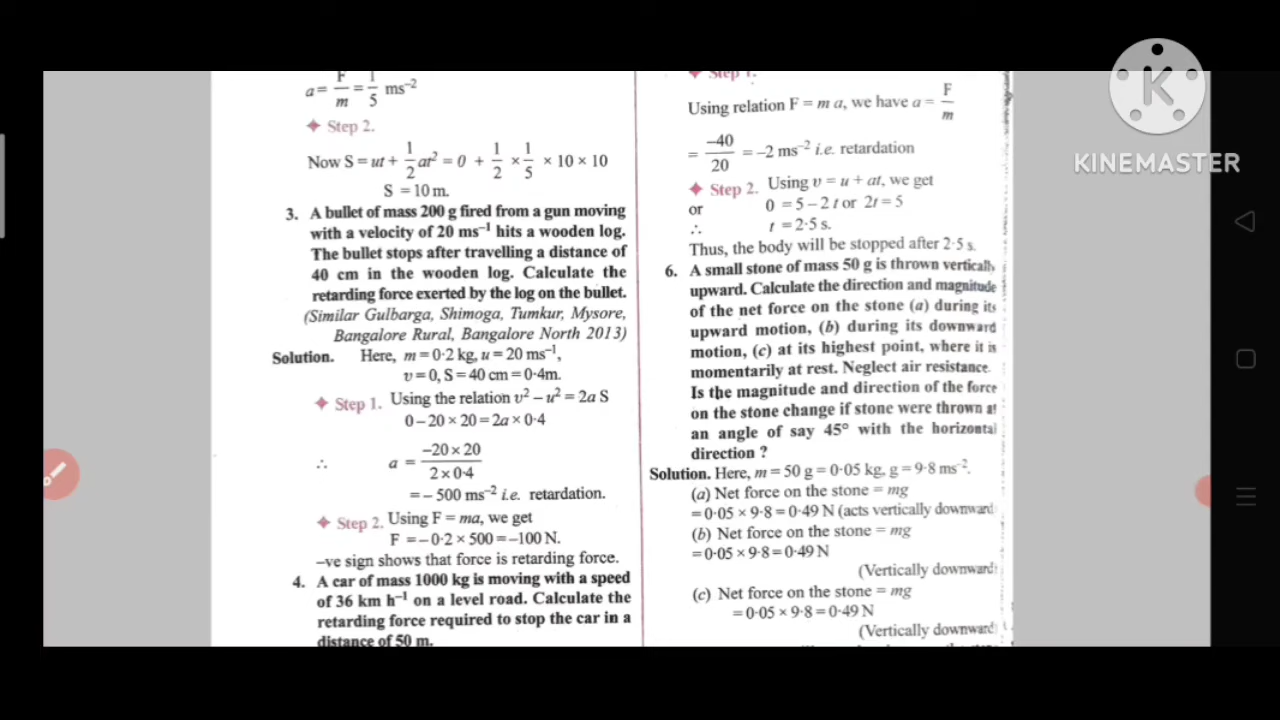 a = F/m = 1/5 ms⁻²
✦ Step 2.
Now S = ut + 1/2 at² = 0 + 1/2 × 1/5 × 10 × 10
S = 10 m.
3. A bullet of mass 200 g fired from a gun moving
with a velocity of 20 ms⁻¹ hits a wooden log.
The bullet stops after travelling a distance of
40 cm in the wooden log. Calculate the
retarding force exerted by the log on the bullet.
(Similar Gulbarga, Shimoga, Tumkur, Mysore,
Bangalore Rural, Bangalore North 2013)
Solution. Here, m = 0·2 kg, u = 20 ms⁻¹,
v = 0, S = 40 cm = 0·4m.
✦ Step 1. Using the relation v² – u² = 2a S
0 – 20 × 20 = 2a × 0·4
∴ a = –20 × 20 / 2 × 0·4
= – 500 ms⁻² i.e. retardation.
✦ Step 2. Using F = ma, we get
F = – 0·2 × 500 = –100 N.
–ve sign shows that force is retarding force.
4. A car of mass 1000 kg is moving with a speed
of 36 km h⁻¹ on a level road. Calculate the
retarding force required to stop the car in a
distance of 50 m.
✦ Step 1.
Using relation F = m a, we have a = F/m
= –40/20 = –2 ms⁻² i.e. retardation
✦ Step 2. Using v = u + at, we get
or 0 = 5 – 2 t or 2t = 5
∴ t = 2·5 s.
Thus, the body will be stopped after 2·5 s.
6. A small stone of mass 50 g is thrown vertically
upward. Calculate the direction and magnitude
of the net force on the stone (a) during its
upward motion, (b) during its downward
motion, (c) at its highest point, where it is
momentarily at rest. Neglect air resistance.
Is the magnitude and direction of the force
on the stone change if stone were thrown at
an angle of say 45° with the horizontal
direction ?
Solution. Here, m = 50 g = 0·05 kg, g = 9·8 ms⁻².
(a) Net force on the stone = mg
= 0·05 × 9·8 = 0·49 N (acts vertically downward
(b) Net force on the stone = mg
= 0·05 × 9·8 = 0·49 N
(Vertically downward)
(c) Net force on the stone = mg
= 0·05 × 9·8 = 0·49 N
(Vertically downward)
KINEMASTER